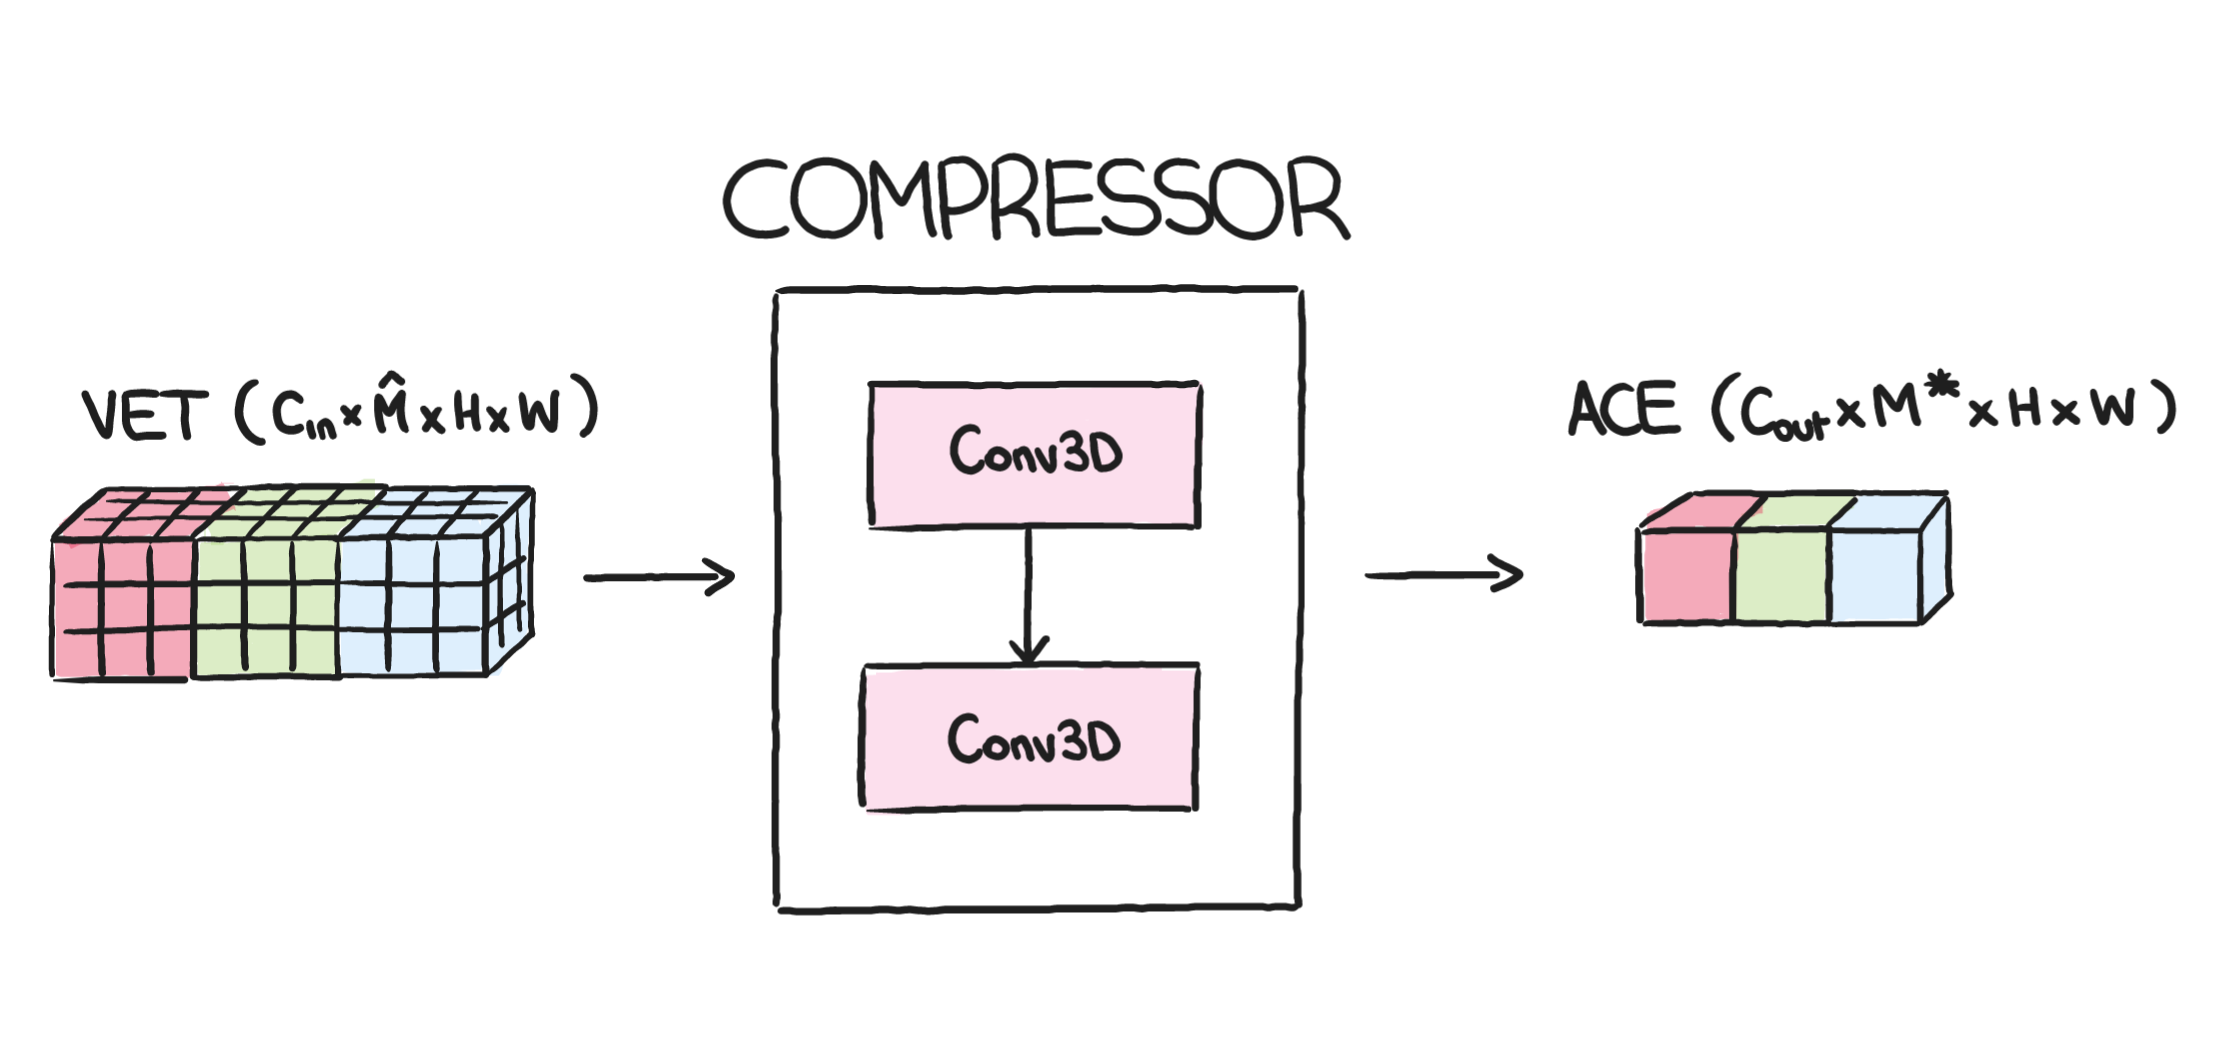 COMPRESSOR
VET (Cin x M̂ x H x W)
Conv3D
Conv3D
ACE (Cout x M* x H x W)